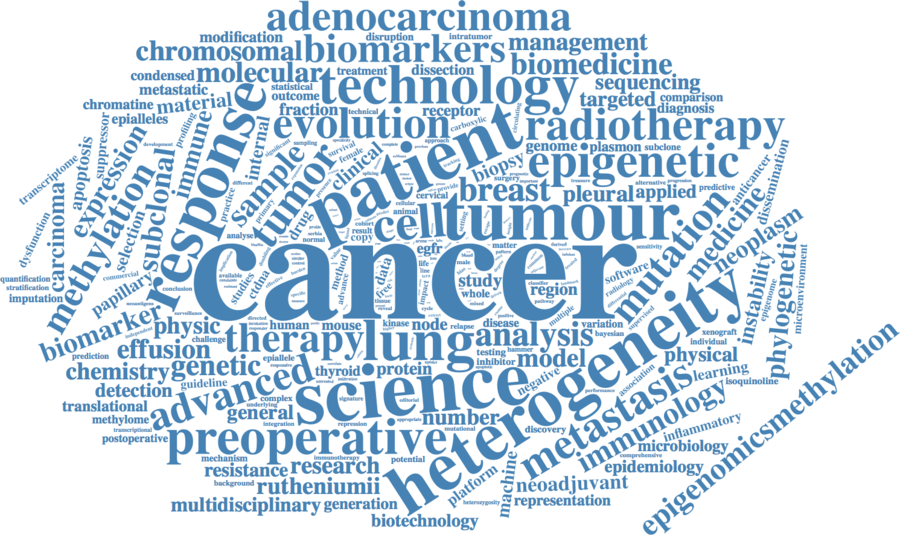 adenocarcinoma
modification
disruption
intratumor
chromosomal
biomarkers
management
condensed
molecular
treatment
dissection
biomedicine
metastatic
statistical
outcome
technology
sequencing
chromatine
material
fraction
technical
receptor
targeted
comparison
epialleles
evolution
carboxylic
circulating
radiotherapy
diagnosis
suppressor
profiling
immune
response
internal
sample
tumor
clinical
survival
female
patient
approach
biopsy
surgery
genome
plasmon
subclone
epigenetic
transcriptome
apoptosis
expression
development
subclonal
practice
different
significant
sampling
primary
drug
splicing
cervical
animal
breast
pleural
applied
alternative
predictive
anticancer
dissemination
dysfunction
carcinoma
methylation
selection
analyse
normal
cohort
result
copy
cell
tumour
mutation
medicine
neoplasm
quantification
stratification
imputation
commercial
papillary
conclusion
available
studies
ctdna
cancer
method
advance
data
free
tissue
egfr
life
line
impact
cycle
matter
study
whole
region
classifier
pathway
software
radiology
sensitivity
instability
epigenome
phylogenetic
microenvironment
biomarker
independent
surveillance
physic
challenge
human
mouse
kinase
node
relapse
disease
positive
multiple
variation
bayesian
supervised
xenograft
individual
prediction
effusion
therapy
lung
analysis
testing
hammer
inhibitor
model
heterogeneity
physical
chemistry
genetic
epiallele
thyroid
protein
science
negative
association
learning
isoquinoline
detection
guideline
advanced
complex
underlying
signature
editorial
performance
metastasis
translational
methylome
general
integration
repression
appropriate
number
discovery
immunology
inflammatory
epigenomicsmethylation
transcriptional
postoperative
preoperative
mutational
microbiology
comprehensive
mechanism
immunotherapy
potential
platform
machine
epidemiology
resistance
research
background
rutheniumii
neoadjuvant
multidisciplinary
generation
heterozygosity
representation
biotechnology